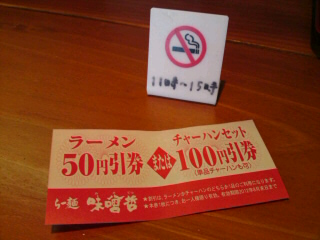 11時～15時
ラーメン
50円引券
または
チャーハンセット
100円引券
(単品チャーハンも可)
らー麺 味噌哲